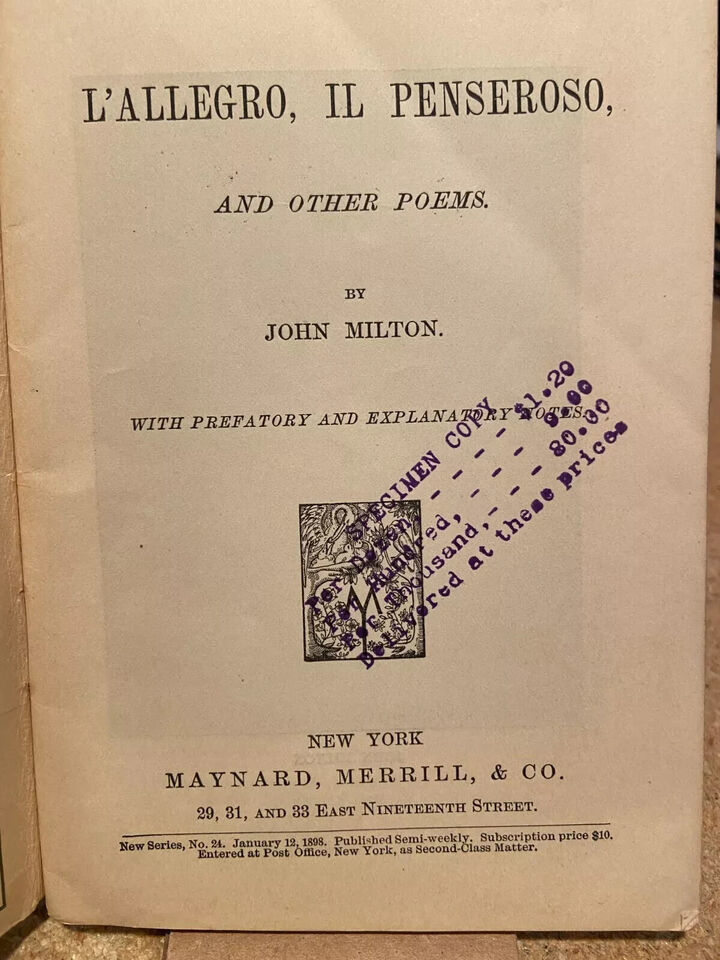 L'ALLEGRO, IL PENSEROSO,
AND OTHER POEMS.
BY
JOHN MILTON.
WITH PREFATORY AND EXPLANATORY NOTES.
SPECIMEN COPY
Per Dozen, - - - - $1.20
Per Hundred, - - - 9.00
Per Thousand, - - - 80.00
Delivered at these prices
M
NEW YORK
MAYNARD, MERRILL, & CO.
29, 31, AND 33 EAST NINETEENTH STREET.
New Series, No. 24. January 12, 1898. Published Semi-weekly. Subscription price $10.
Entered at Post Office, New York, as Second-Class Matter.